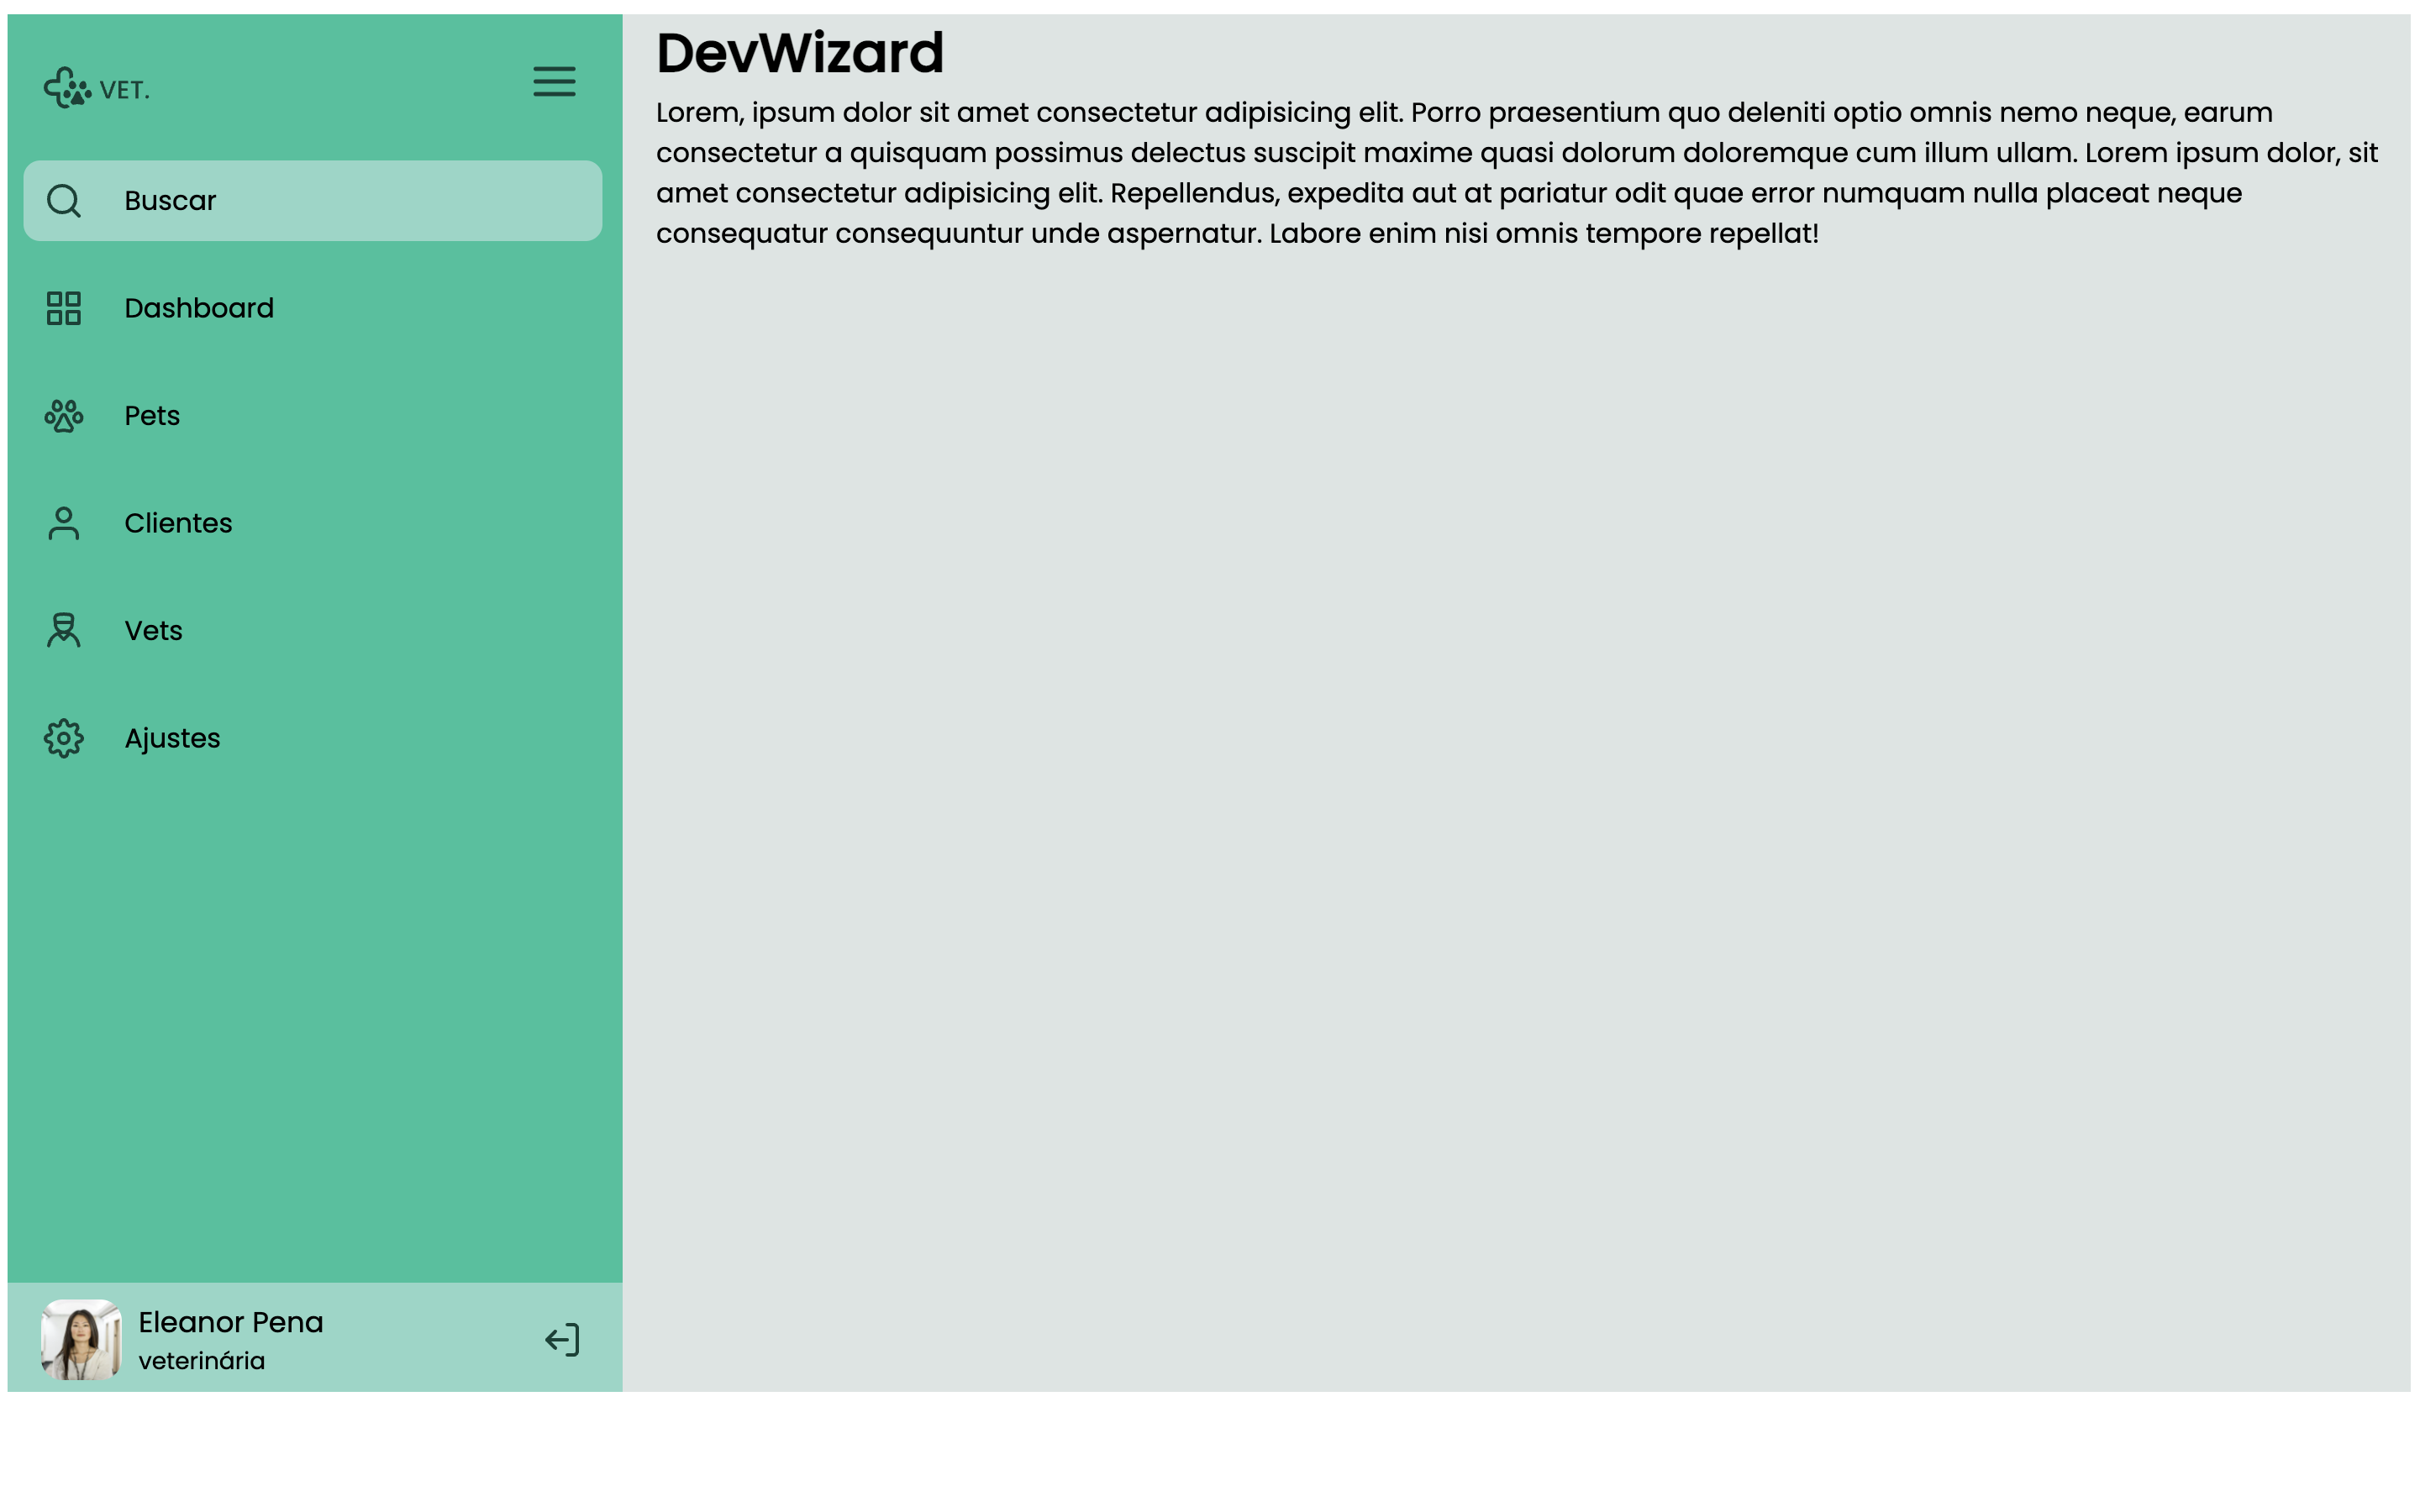 VET.
Buscar
Dashboard
Pets
Clientes
Vets
Ajustes
Eleanor Pena
veterinária
DevWizard
Lorem, ipsum dolor sit amet consectetur adipisicing elit. Porro praesentium quo deleniti optio omnis nemo neque, earum
consectetur a quisquam possimus delectus suscipit maxime quasi dolorum doloremque cum illum ullam. Lorem ipsum dolor, sit
amet consectetur adipisicing elit. Repellendus, expedita aut at pariatur odit quae error numquam nulla placeat neque
consequatur consequuntur unde aspernatur. Labore enim nisi omnis tempore repellat!